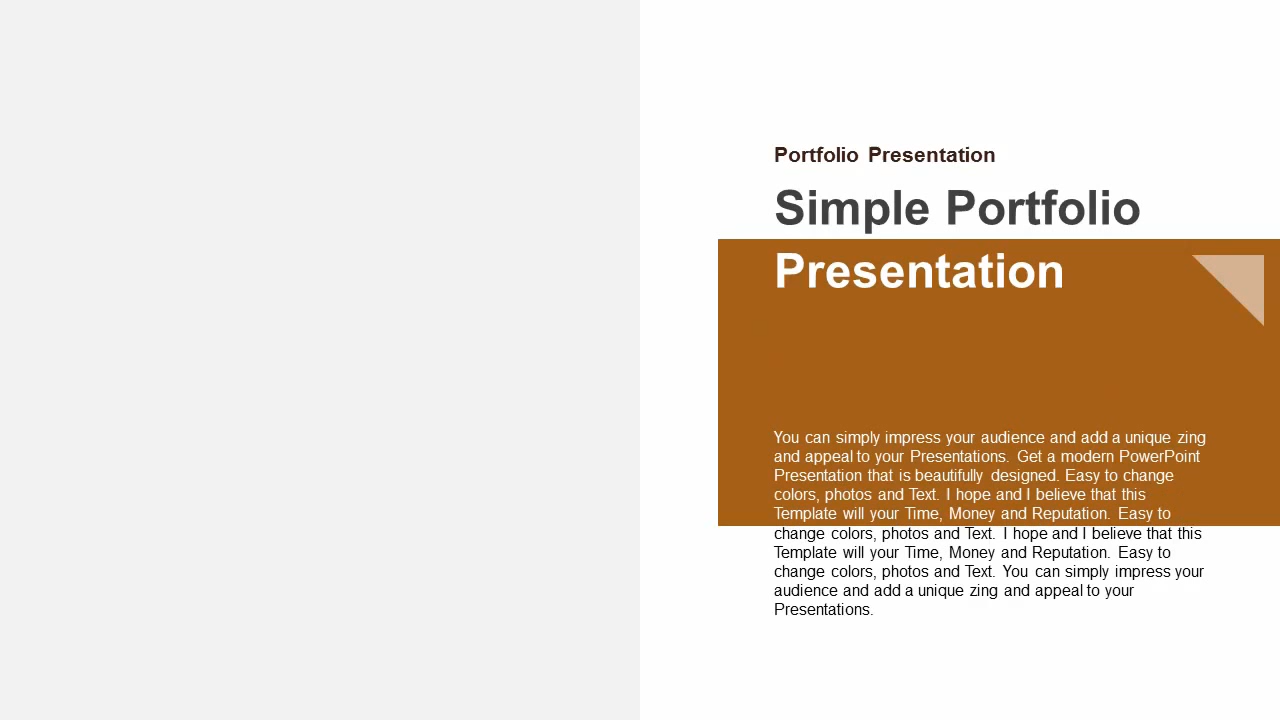 Portfolio Presentation
Simple Portfolio
Presentation
You can simply impress your audience and add a unique zing
and appeal to your Presentations. Get a modern PowerPoint
Presentation that is beautifully designed. Easy to change
colors, photos and Text. I hope and I believe that this
Template will your Time, Money and Reputation. Easy to
change colors, photos and Text. I hope and I believe that this
Template will your Time, Money and Reputation. Easy to
change colors, photos and Text. You can simply impress your
audience and add a unique zing and appeal to your
Presentations.